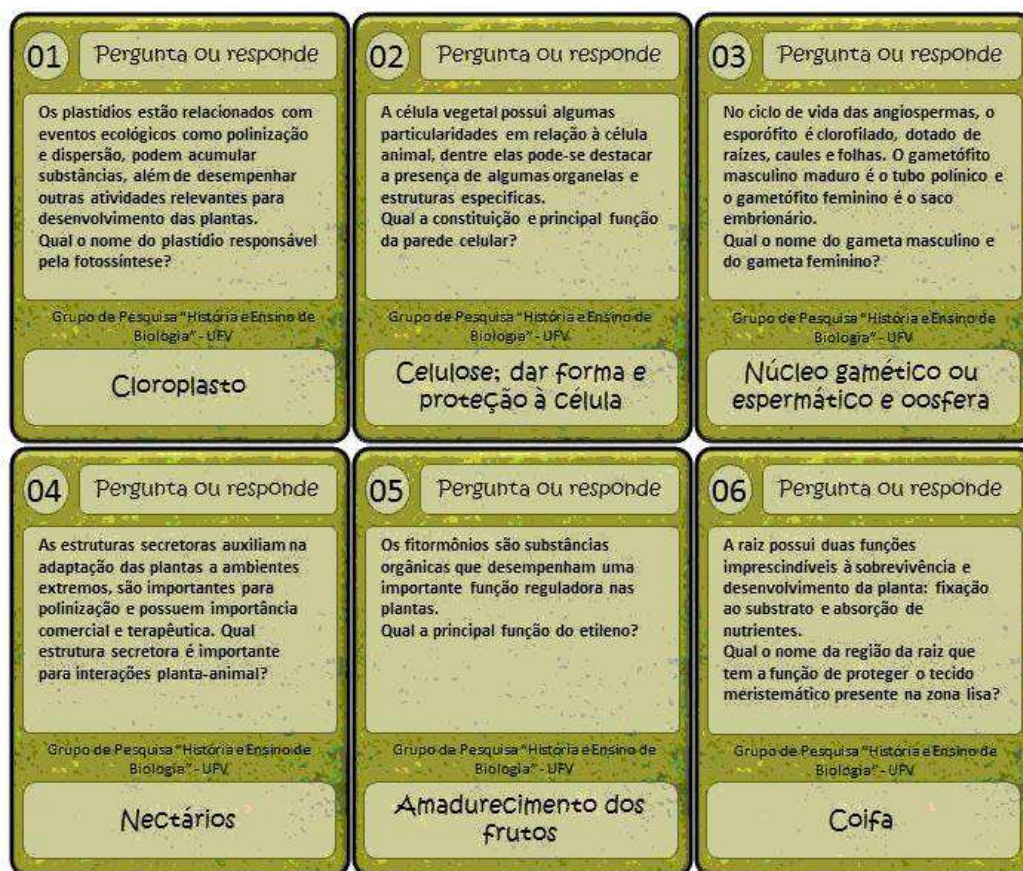 01 Pergunta ou responde
Os plastídios estão relacionados com
eventos ecológicos como polinização
e dispersão, podem acumular
substâncias, além de desempenhar
outras atividades relevantes para
desenvolvimento das plantas.
Qual o nome do plastídio responsável
pela fotossíntese?
Grupo de Pesquisa "História e Ensino de
Biologia" - UFV
Cloroplasto
02 Pergunta ou responde
A célula vegetal possui algumas
particularidades em relação à célula
animal, dentre elas pode-se destacar
a presença de algumas organelas e
estruturas especificas.
Qual a constituição e principal função
da parede celular?
Grupo de Pesquisa "História e Ensino de
Biologia" - UFV
Celulose; dar forma e
proteção à célula
03 Pergunta ou responde
No ciclo de vida das angiospermas, o
esporófito é clorofilado, dotado de
raízes, caules e folhas. O gametófito
masculino maduro é o tubo polínico e
o gametófito feminino é o saco
embrionário.
Qual o nome do gameta masculino e
do gameta feminino?
Grupo de Pesquisa "História e Ensino de
Biologia" - UFV
Núcleo gamético ou
espermático e oosfera
04 Pergunta ou responde
As estruturas secretoras auxiliam na
adaptação das plantas a ambientes
extremos, são importantes para
polinização e possuem importância
comercial e terapêutica. Qual
estrutura secretora é importante
para interações planta-animal?
Grupo de Pesquisa "História e Ensino de
Biologia" - UFV
Nectários
05 Pergunta ou responde
Os fitormônios são substâncias
orgânicas que desempenham uma
importante função reguladora nas
plantas.
Qual a principal função do etileno?
Grupo de Pesquisa "História e Ensino de
Biologia" - UFV
Amadurecimento dos
frutos
06 Pergunta ou responde
A raiz possui duas funções
imprescindíveis à sobrevivência e
desenvolvimento da planta: fixação
ao substrato e absorção de
nutrientes.
Qual o nome da região da raiz que
tem a função de proteger o tecido
meristemático presente na zona lisa?
Grupo de Pesquisa "História e Ensino de
Biologia" - UFV
Coifa